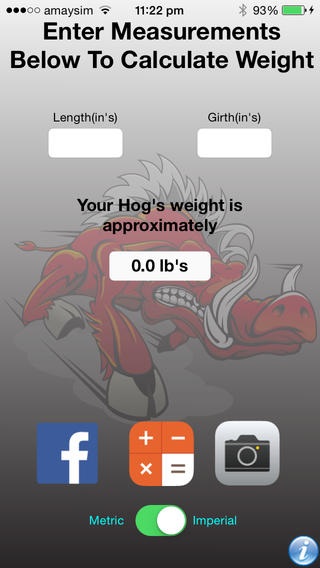 amaysim 11:22 pm 93%
Enter Measurements
Below To Calculate Weight
Length(in's) Girth(in's)
Your Hog's weight is
approximately
0.0 lb's
f
+ −
× =
Metric Imperial
i